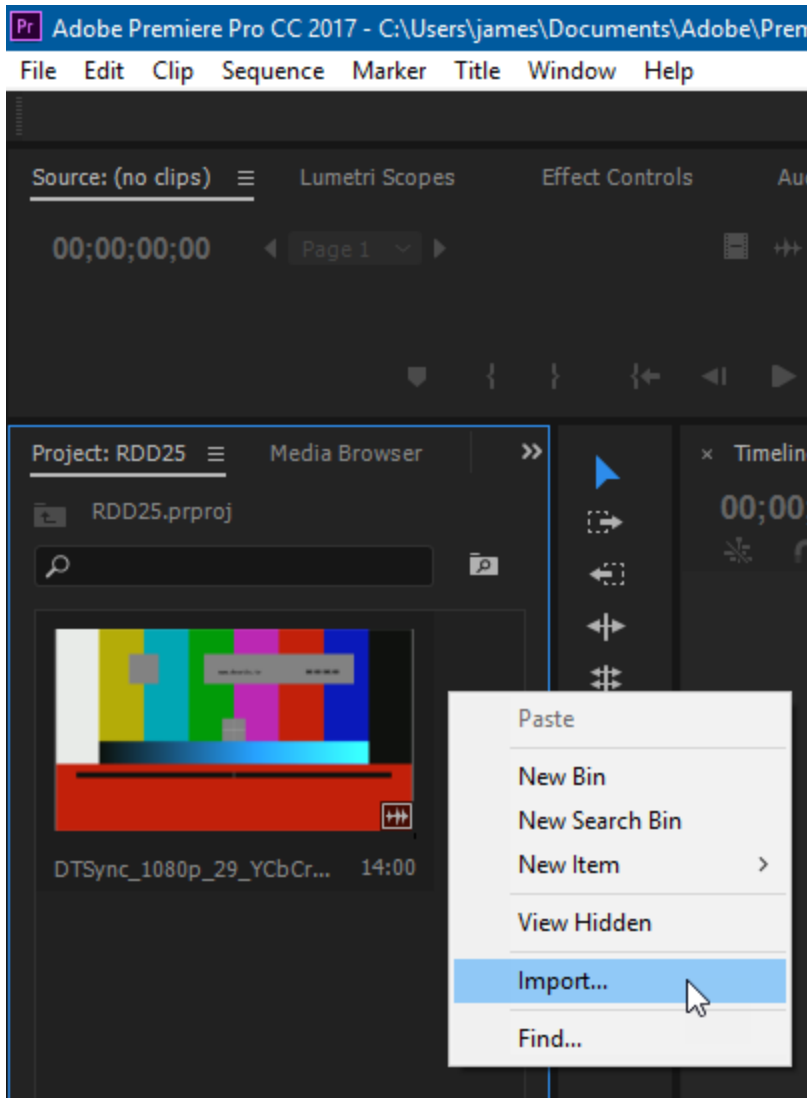 Pr Adobe Premiere Pro CC 2017 - C:\Users\james\Documents\Adobe\Prem
File Edit Clip Sequence Marker Title Window Help
Source: (no clips) Lumetri Scopes Effect Controls Au
00;00;00;00 Page 1
Project: RDD25 Media Browser
× Timelin
RDD25.prproj
00;00
DTSync_1080p_29_YCbCr... 14:00
Paste
New Bin
New Search Bin
New Item
View Hidden
Import...
Find...